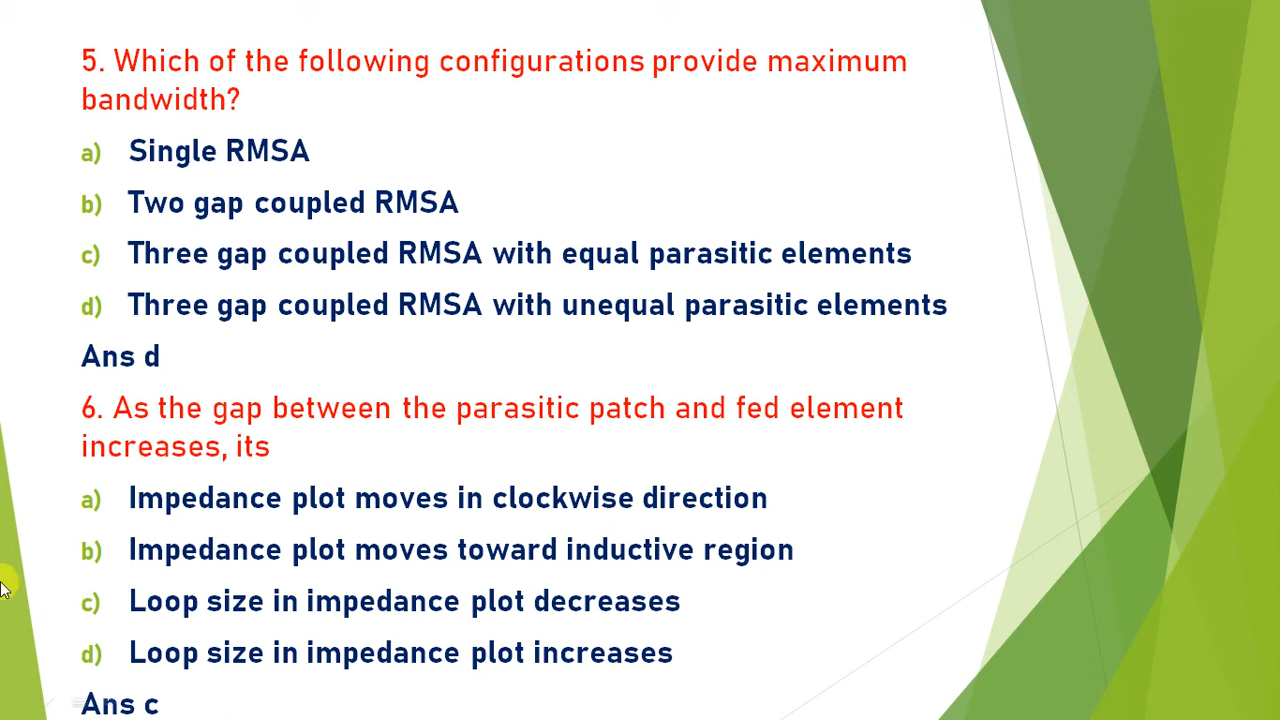 5. Which of the following configurations provide maximum
bandwidth?
a) Single RMSA
b) Two gap coupled RMSA
c) Three gap coupled RMSA with equal parasitic elements
d) Three gap coupled RMSA with unequal parasitic elements
Ans d
6. As the gap between the parasitic patch and fed element
increases, its
a) Impedance plot moves in clockwise direction
b) Impedance plot moves toward inductive region
c) Loop size in impedance plot decreases
d) Loop size in impedance plot increases
Ans c